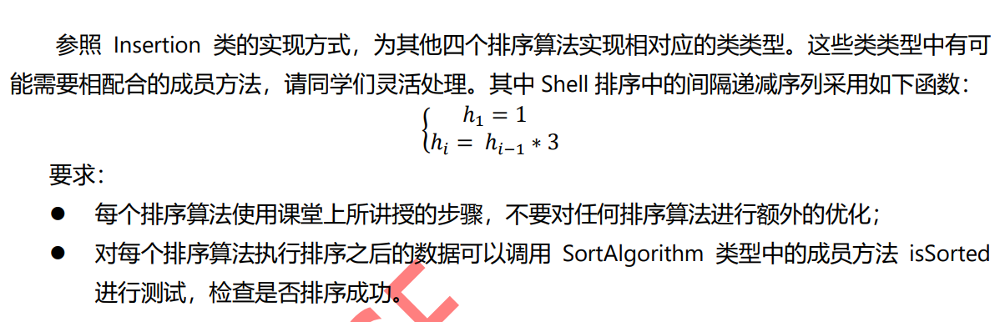 参照 Insertion 类的实现方式，为其他四个排序算法实现相对应的类类型。这些类类型中有可
能需要相配合的成员方法，请同学们灵活处理。其中 Shell 排序中的间隔递减序列采用如下函数：
h₁ = 1
hᵢ = hᵢ₋₁ * 3
要求：
● 每个排序算法使用课堂上所讲授的步骤，不要对任何排序算法进行额外的优化；
● 对每个排序算法执行排序之后的数据可以调用 SortAlgorithm 类型中的成员方法 isSorted
进行测试，检查是否排序成功。